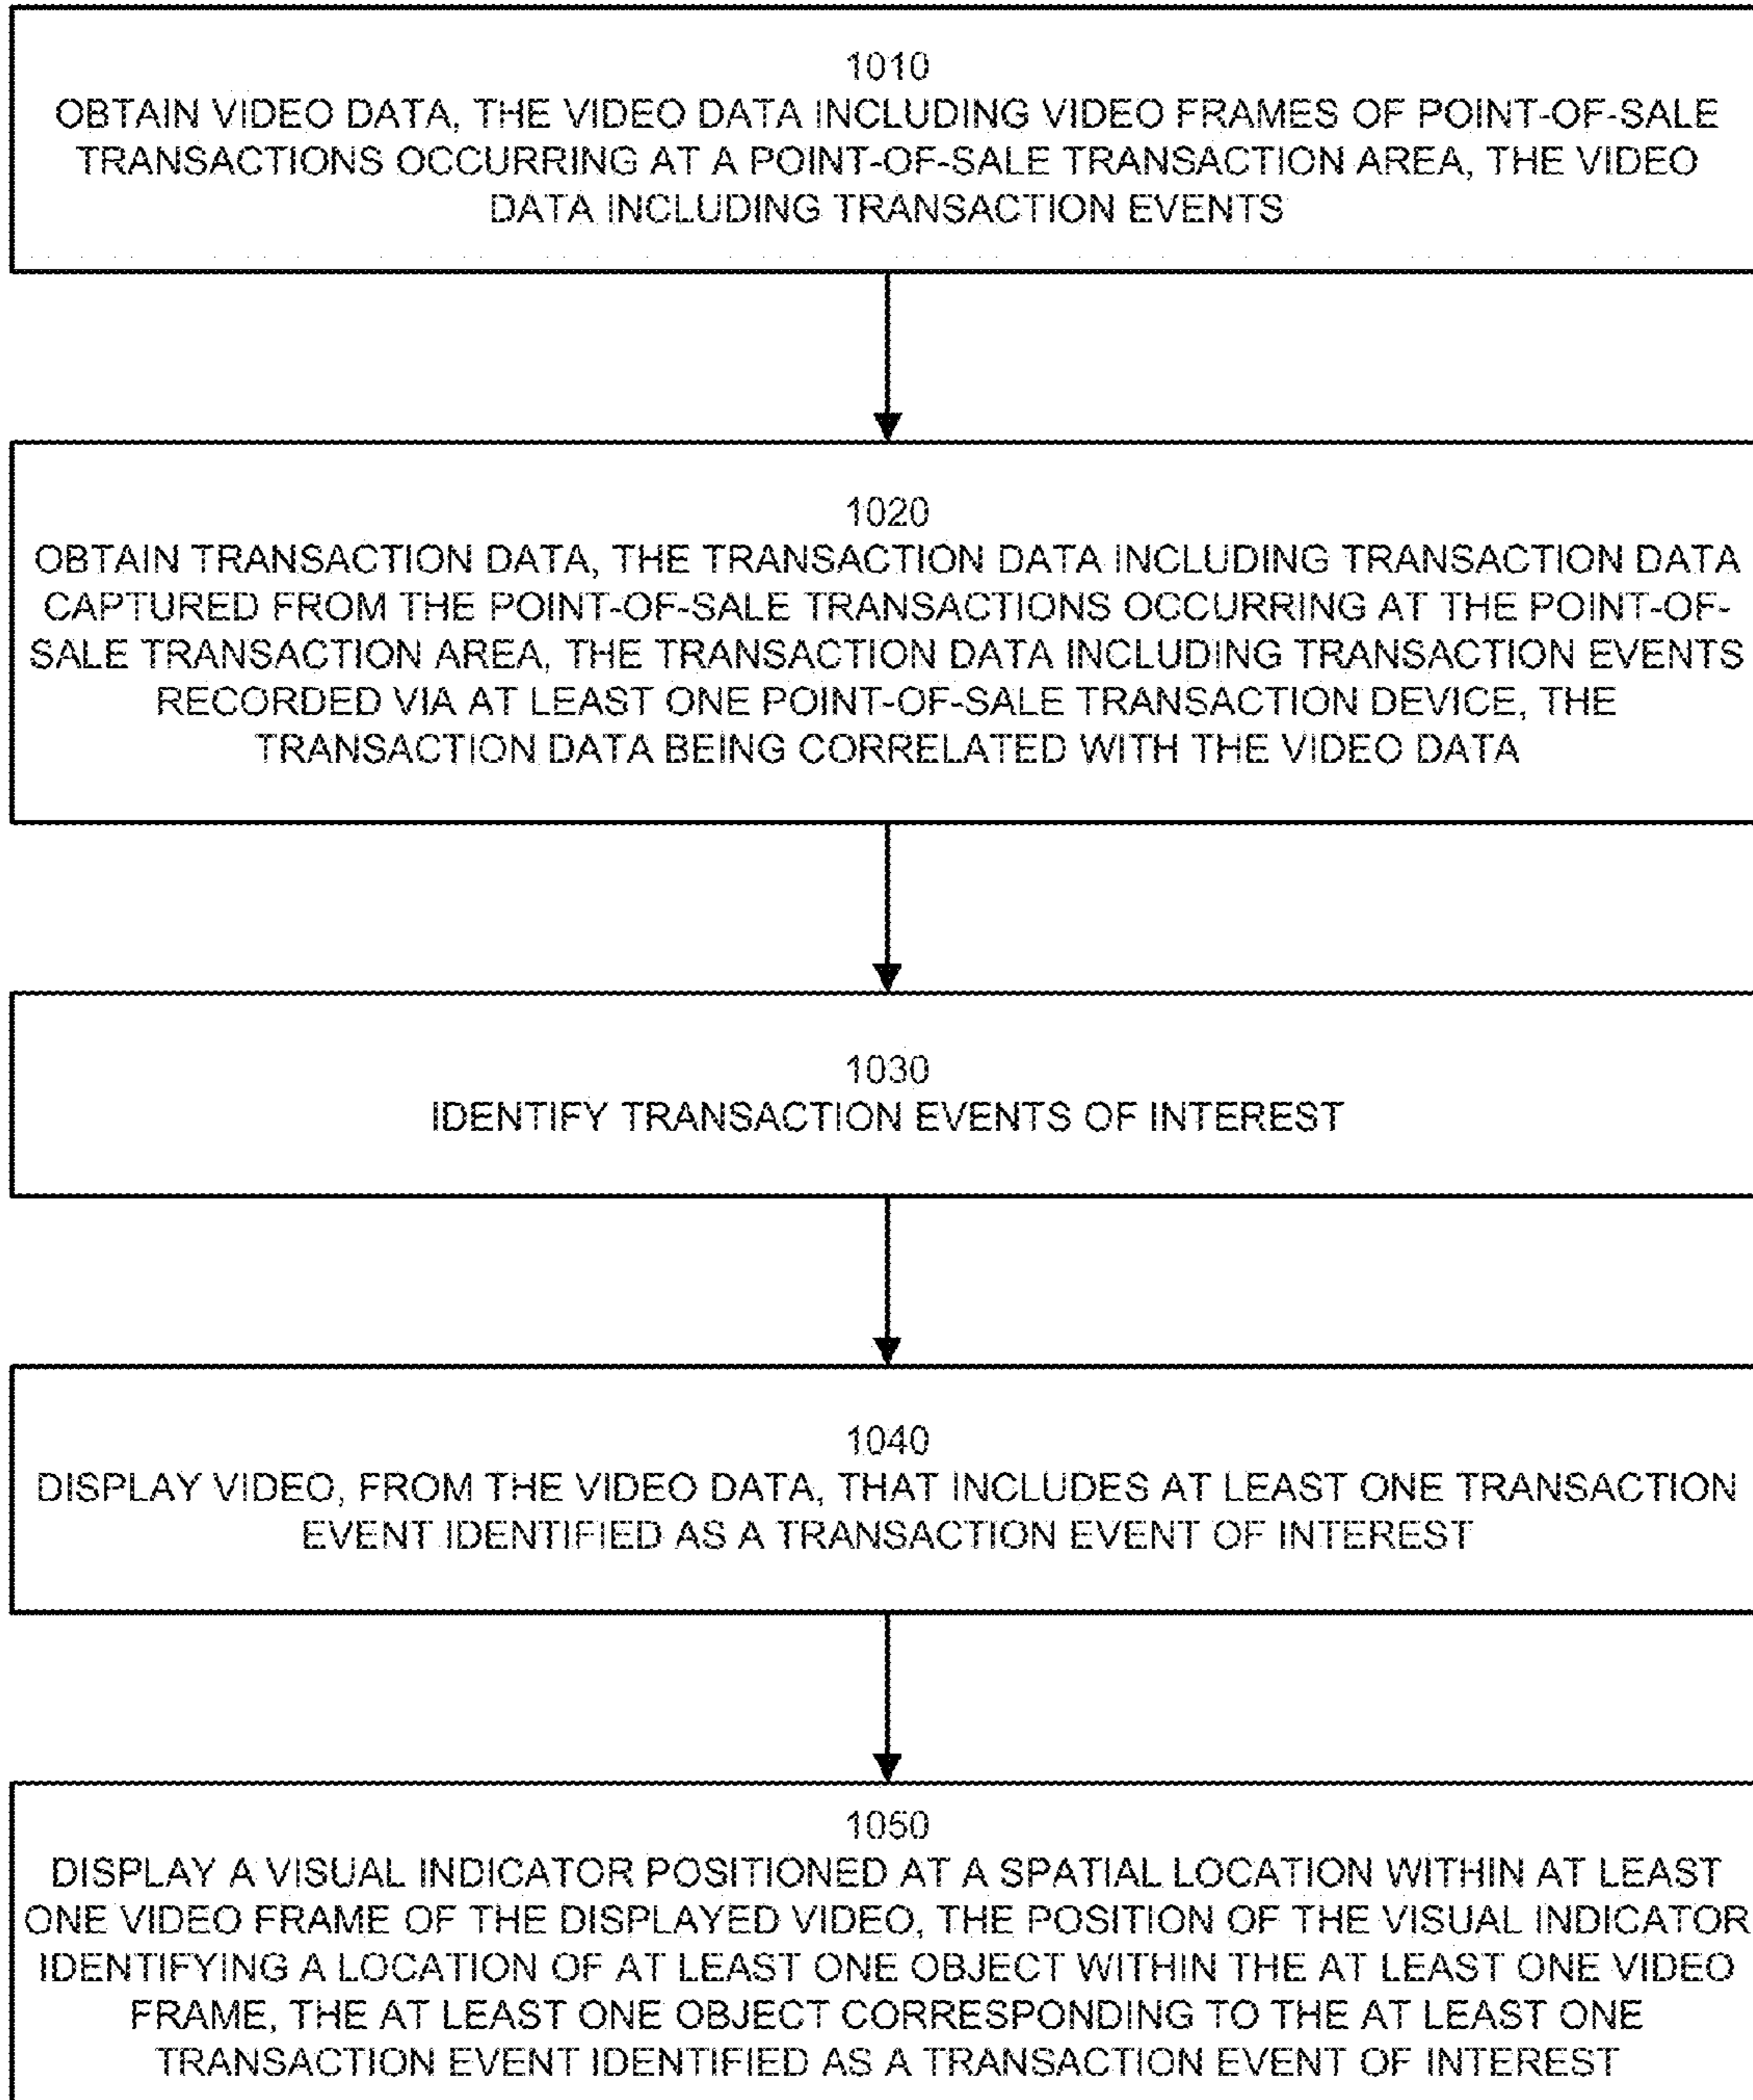 1010
OBTAIN VIDEO DATA, THE VIDEO DATA INCLUDING VIDEO FRAMES OF POINT-OF-SALE
TRANSACTIONS OCCURRING AT A POINT-OF-SALE TRANSACTION AREA, THE VIDEO
DATA INCLUDING TRANSACTION EVENTS
1020
OBTAIN TRANSACTION DATA, THE TRANSACTION DATA INCLUDING TRANSACTION DATA
CAPTURED FROM THE POINT-OF-SALE TRANSACTIONS OCCURRING AT THE POINT-OF-
SALE TRANSACTION AREA, THE TRANSACTION DATA INCLUDING TRANSACTION EVENTS
RECORDED VIA AT LEAST ONE POINT-OF-SALE TRANSACTION DEVICE, THE
TRANSACTION DATA BEING CORRELATED WITH THE VIDEO DATA
1030
IDENTIFY TRANSACTION EVENTS OF INTEREST
1040
DISPLAY VIDEO, FROM THE VIDEO DATA, THAT INCLUDES AT LEAST ONE TRANSACTION
EVENT IDENTIFIED AS A TRANSACTION EVENT OF INTEREST
1050
DISPLAY A VISUAL INDICATOR POSITIONED AT A SPATIAL LOCATION WITHIN AT LEAST
ONE VIDEO FRAME OF THE DISPLAYED VIDEO, THE POSITION OF THE VISUAL INDICATOR
IDENTIFYING A LOCATION OF AT LEAST ONE OBJECT WITHIN THE AT LEAST ONE VIDEO
FRAME, THE AT LEAST ONE OBJECT CORRESPONDING TO THE AT LEAST ONE
TRANSACTION EVENT IDENTIFIED AS A TRANSACTION EVENT OF INTEREST